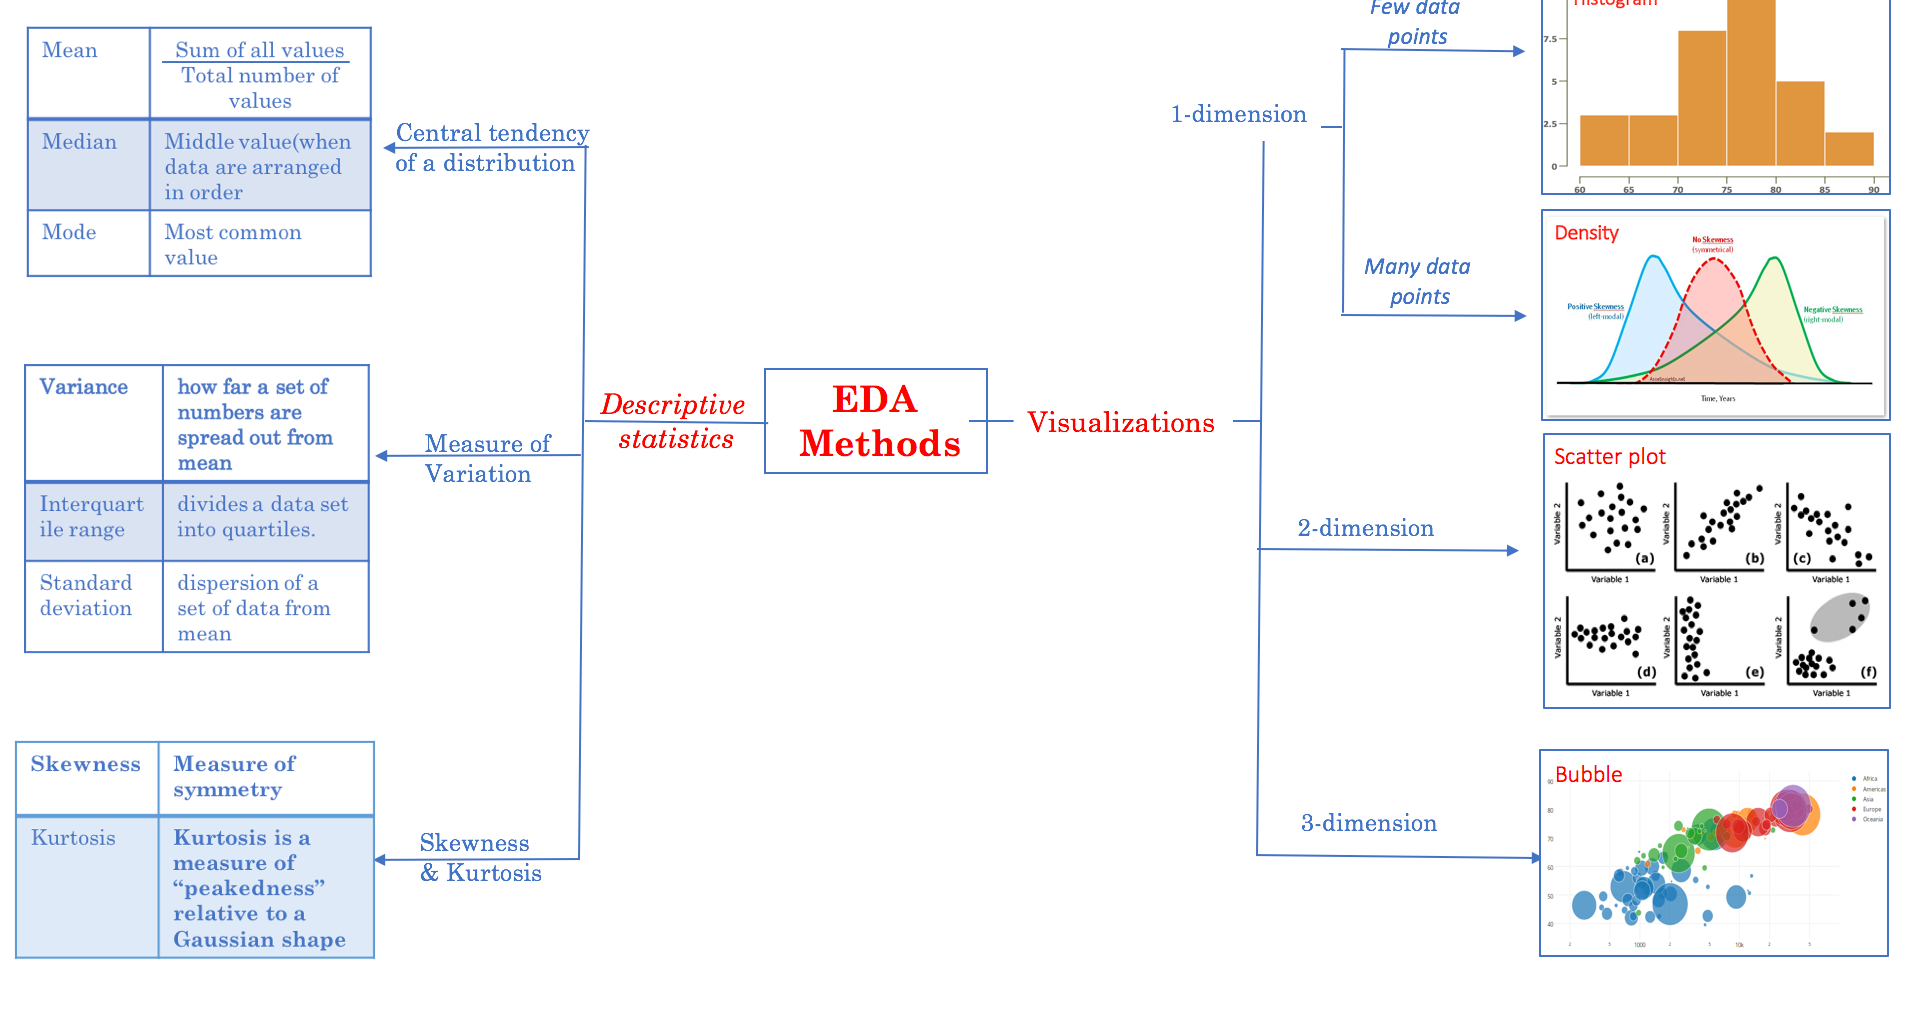 Mean
Sum of all values
Total number of
values
Median
Middle value(when
data are arranged
in order
Mode
Most common
value
Central tendency
of a distribution
Variance
how far a set of
numbers are
spread out from
mean
Interquart
ile range
divides a data set
into quartiles.
Standard
deviation
dispersion of a
set of data from
mean
Measure of
Variation
Skewness
Measure of
symmetry
Kurtosis
Kurtosis is a
measure of
“peakedness”
relative to a
Gaussian shape
Skewness
& Kurtosis
Descriptive
statistics
EDA
Methods
Visualizations
1-dimension
Few data
points
Many data
points
2-dimension
3-dimension
Histogram
7.5
5
2.5
0
60 65 70 75 80 85 90
Density
No Skewness
(symmetrical)
Positive Skewness
(left-modal)
Negative Skewness
(right-modal)
Time, Years
Scatter plot
Variable 2
(a)
Variable 1
Variable 2
(b)
Variable 1
Variable 2
(c)
Variable 1
Variable 2
(d)
Variable 1
Variable 2
(e)
Variable 1
Variable 2
(f)
Variable 1
Bubble
90
80
70
60
50
40
2 5 1000 2 5 10k 2 5
Africa
Americas
Asia
Europe
Oceania